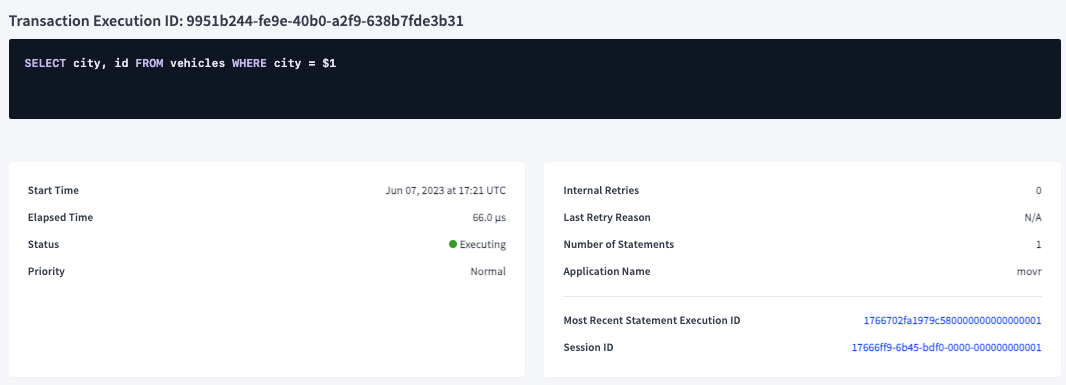 Transaction Execution ID: 9951b244-fe9e-40b0-a2f9-638b7fde3b31
SELECT city, id FROM vehicles WHERE city = $1
Start Time Jun 07, 2023 at 17:21 UTC
Elapsed Time 66.0 µs
Status Executing
Priority Normal
Internal Retries 0
Last Retry Reason N/A
Number of Statements 1
Application Name movr
Most Recent Statement Execution ID 1766702fa1979c580000000000000001
Session ID 17666ff9-6b45-bdf0-0000-000000000001